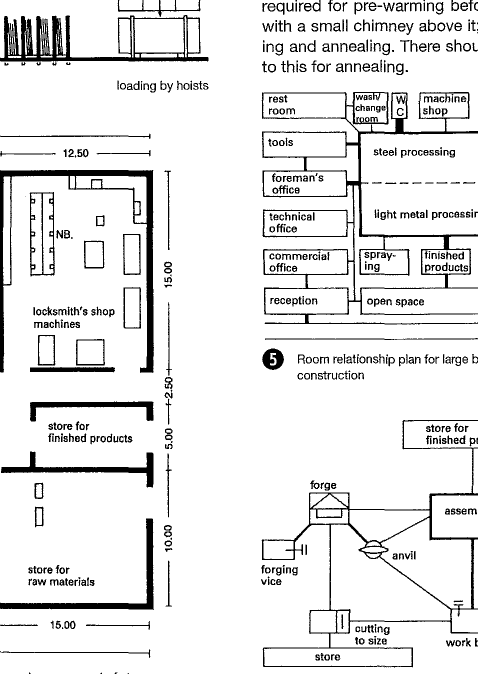 required for pre-warming
with a small chimney above it;
ing and annealing. There
to this for annealing.
loading by hoists
12.50
NB.
15.00
locksmith's shop
machines
2.50
store for
finished products
5.00
10.00
store for
raw materials
15.00
rest
room
wash/
change
room
W
C
machine
shop
tools
steel processing
foreman's
office
light metal
technical
office
commercial
office
spray-
ing
finished
products
reception
open space
5 Room relationship plan for large
construction
store for
finished
forge
anvil
forging
vice
cutting
to size
work
store